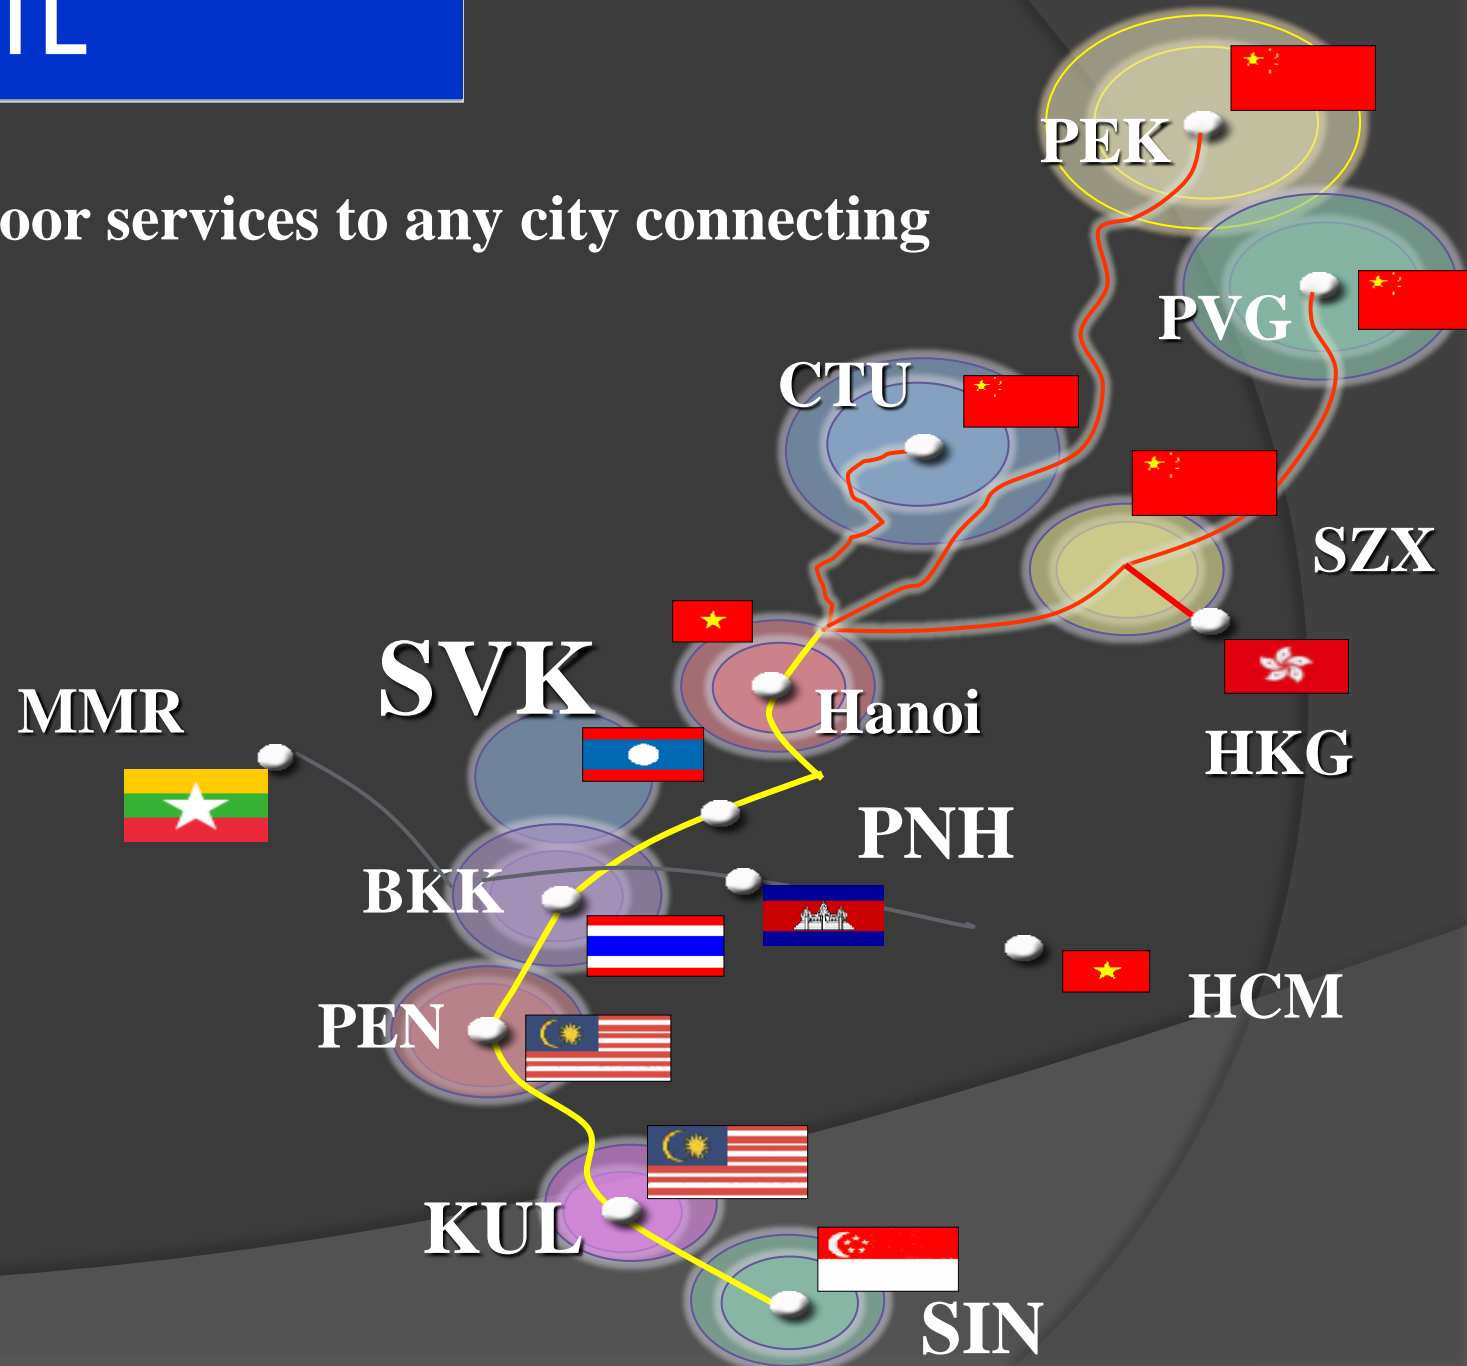 TL
PEK
oor services to any city connecting
PVG
CTU
SZX
SVK
MMR
Hanoi
HKG
PNH
BKK
HCM
PEN
KUL
SIN